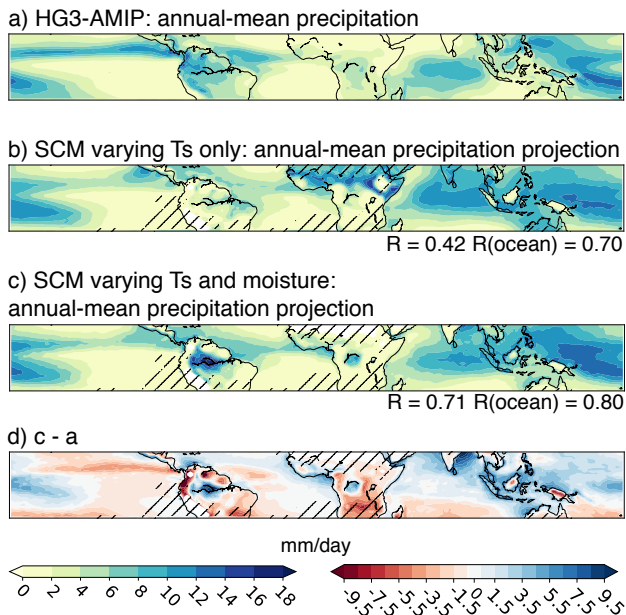 a) HG3-AMIP: annual-mean precipitation
b) SCM varying Ts only: annual-mean precipitation projection
R = 0.42 R(ocean) = 0.70
c) SCM varying Ts and moisture:
annual-mean precipitation projection
R = 0.71 R(ocean) = 0.80
d) c - a
mm/day
0 2 4 6 8 10 12 14 16 18
-9.5 -7.5 -5.5 -3.5 -1.5 0.5 1.5 3.5 5.5 7.5 9.5